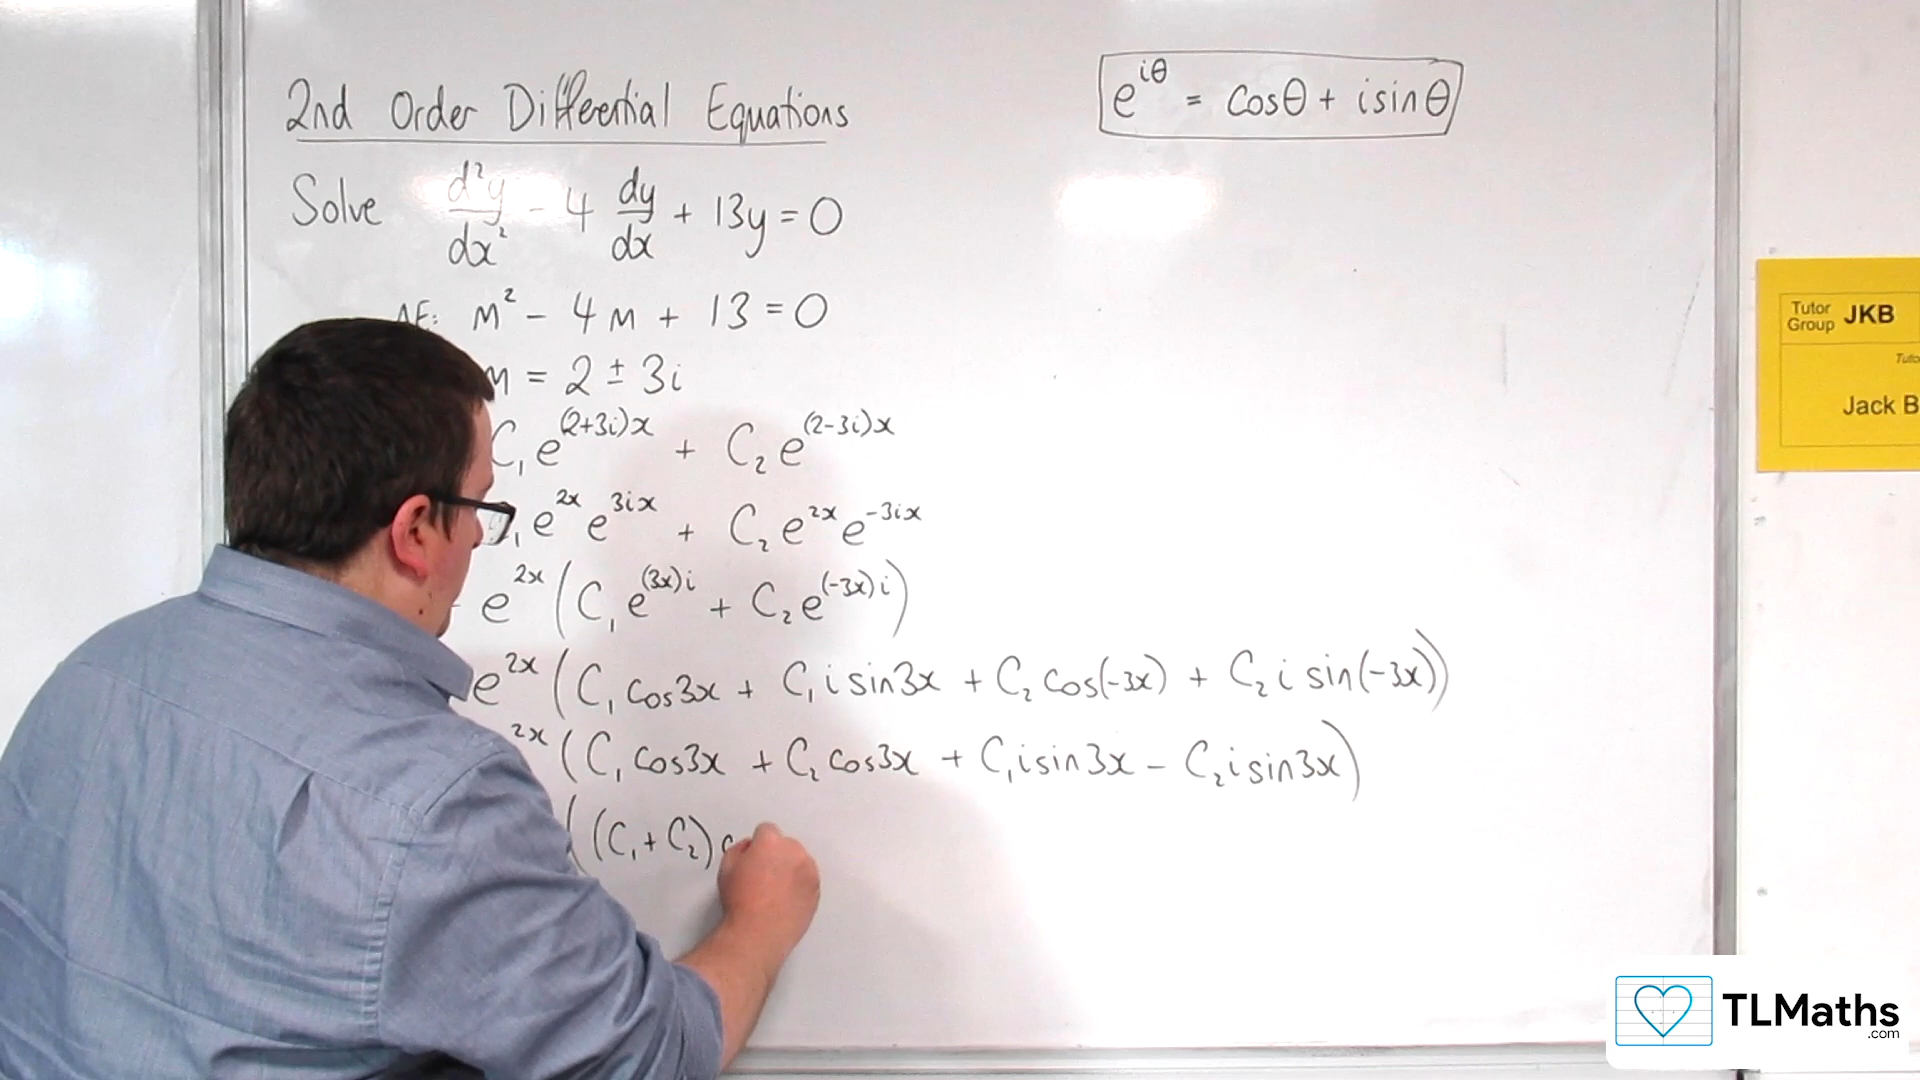 2nd Order Differential Equations
e^{iθ} = cosθ + isinθ
Solve d²y/dx² - 4 dy/dx + 13y = 0
AE: m² - 4m + 13 = 0
m = 2 ± 3i
C₁e^{(2+3i)x} + C₂e^{(2-3i)x}
₁e^{2x}e^{3ix} + C₂e^{2x}e^{-3ix}
e^{2x}(C₁e^{(3x)i} + C₂e^{(-3x)i})
e^{2x}(C₁cos3x + C₁isin3x + C₂cos(-3x) + C₂isin(-3x))
^{2x}(C₁cos3x + C₂cos3x + C₁isin3x - C₂isin3x)
((C₁+C₂)c
Tutor Group JKB
Jack B
TLMaths
.com